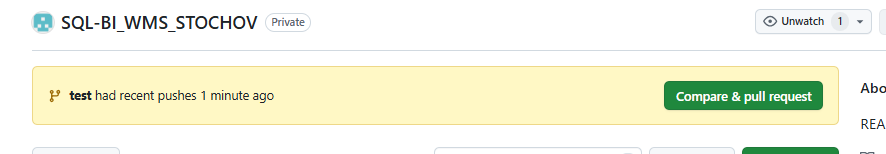 SQL-BI_WMS_STOCHOV Private
Unwatch 1
test had recent pushes 1 minute ago
Compare & pull request
Abo
REA